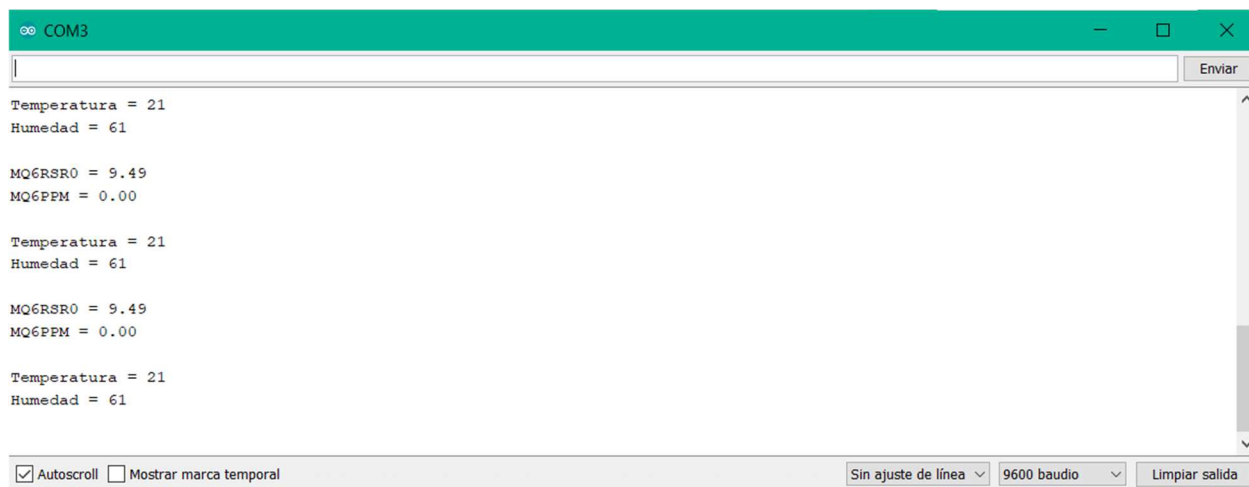 COM3
Enviar
Temperatura = 21
Humedad = 61
MQ6RSR0 = 9.49
MQ6PPM = 0.00
Temperatura = 21
Humedad = 61
MQ6RSR0 = 9.49
MQ6PPM = 0.00
Temperatura = 21
Humedad = 61
Autoscroll Mostrar marca temporal Sin ajuste de línea 9600 baudio Limpiar salida